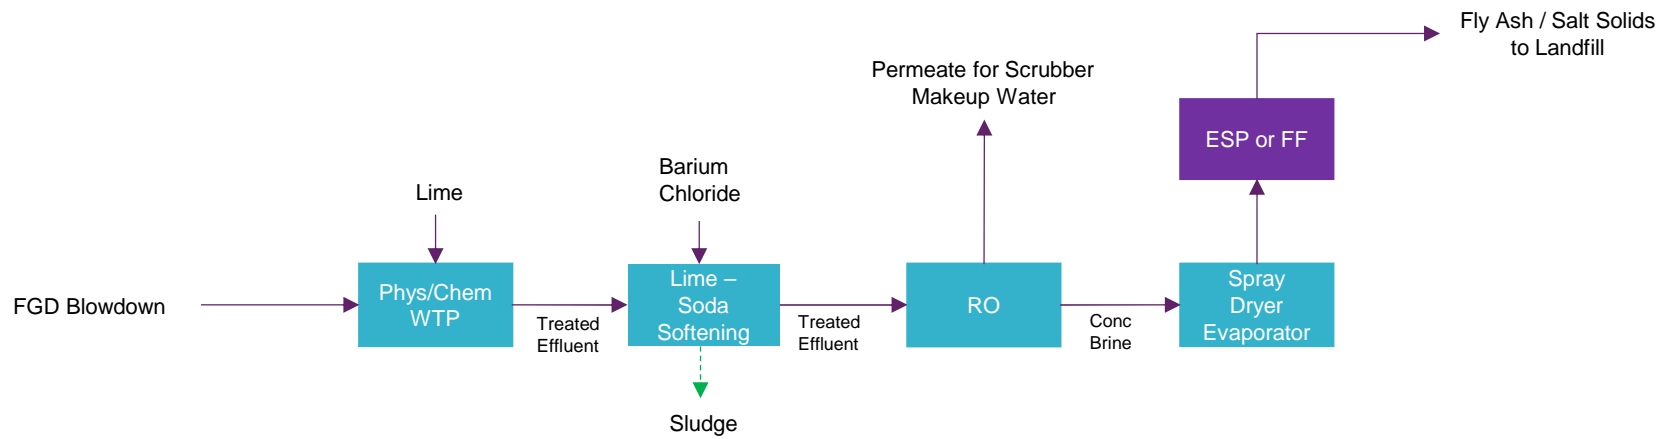 Fly Ash / Salt Solids
to Landfill
Permeate for Scrubber
Makeup Water
ESP or FF
Barium
Chloride
Lime
FGD Blowdown
Phys/Chem
WTP
Treated
Effluent
Lime –
Soda
Softening
Treated
Effluent
RO
Conc
Brine
Spray
Dryer
Evaporator
Sludge